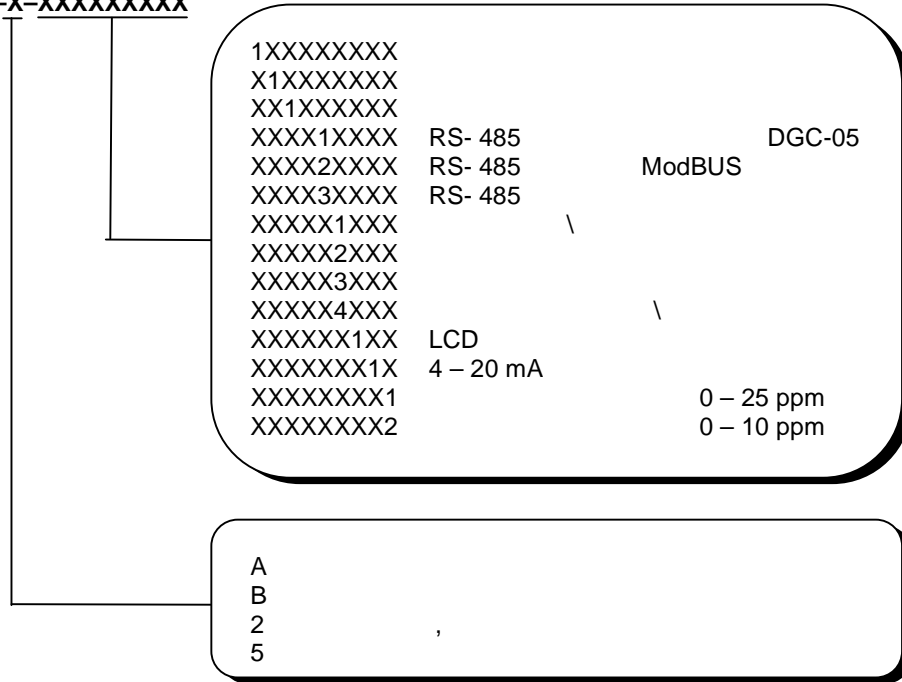 -X-XXXXXXXXX
1XXXXXXXX
X1XXXXXXX
XX1XXXXXX
XXXX1XXXX RS- 485 DGC-05
XXXX2XXXX RS- 485 ModBUS
XXXX3XXXX RS- 485
XXXXX1XXX \
XXXXX2XXX
XXXXX3XXX
XXXXX4XXX \
XXXXXX1XX LCD
XXXXXXX1X 4 – 20 mA
XXXXXXXX1 0 – 25 ppm
XXXXXXXX2 0 – 10 ppm
A
B
2 ,
5